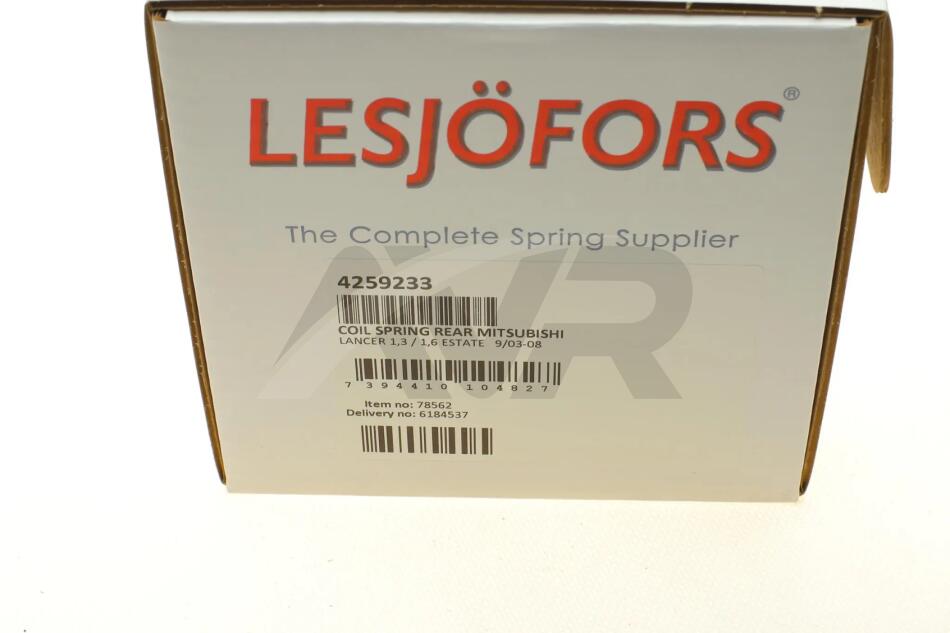 LESJÖFORS®
The Complete Spring Supplier
4259233
COIL SPRING REAR MITSUBISHI
LANCER 1,3 / 1,6 ESTATE 9/03-08
7 394410 104827
Item no: 78562
Delivery no: 6184537
AVR